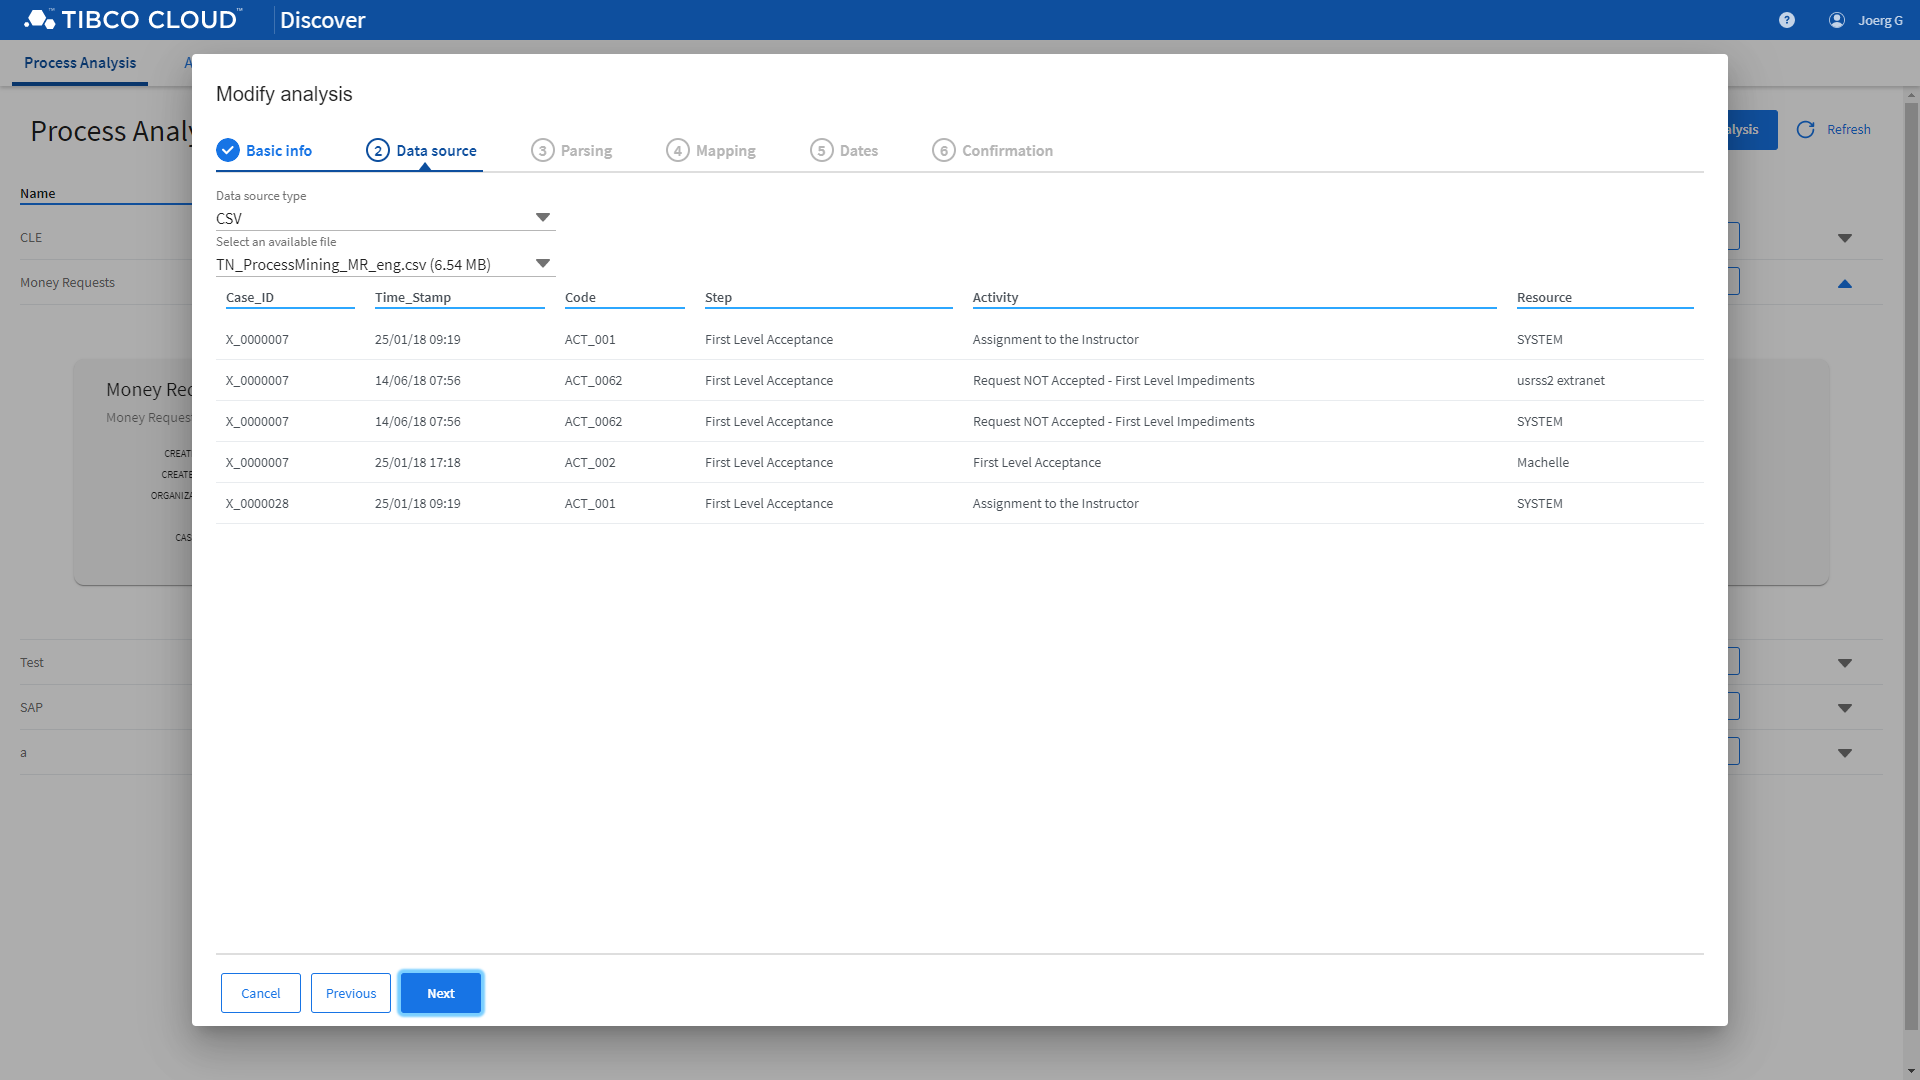 TIBCO CLOUD™ Discover
? Joerg G
Process Analysis A
Process Analy
alysis Refresh
Modify analysis
Basic info 2 Data source 3 Parsing 4 Mapping 5 Dates 6 Confirmation
Name
CLE
Money Requests
Money Rec
Money Reques
CREATE
CREATE
ORGANIZA
CAS
Test
SAP
a
Data source type
CSV
Select an available file
TN_ProcessMining_MR_eng.csv (6.54 MB)
Case_ID Time_Stamp Code Step Activity Resource
X_0000007 25/01/18 09:19 ACT_001 First Level Acceptance Assignment to the Instructor SYSTEM
X_0000007 14/06/18 07:56 ACT_0062 First Level Acceptance Request NOT Accepted - First Level Impediments usrss2 extranet
X_0000007 14/06/18 07:56 ACT_0062 First Level Acceptance Request NOT Accepted - First Level Impediments SYSTEM
X_0000007 25/01/18 17:18 ACT_002 First Level Acceptance First Level Acceptance Machelle
X_0000028 25/01/18 09:19 ACT_001 First Level Acceptance Assignment to the Instructor SYSTEM
Cancel Previous Next